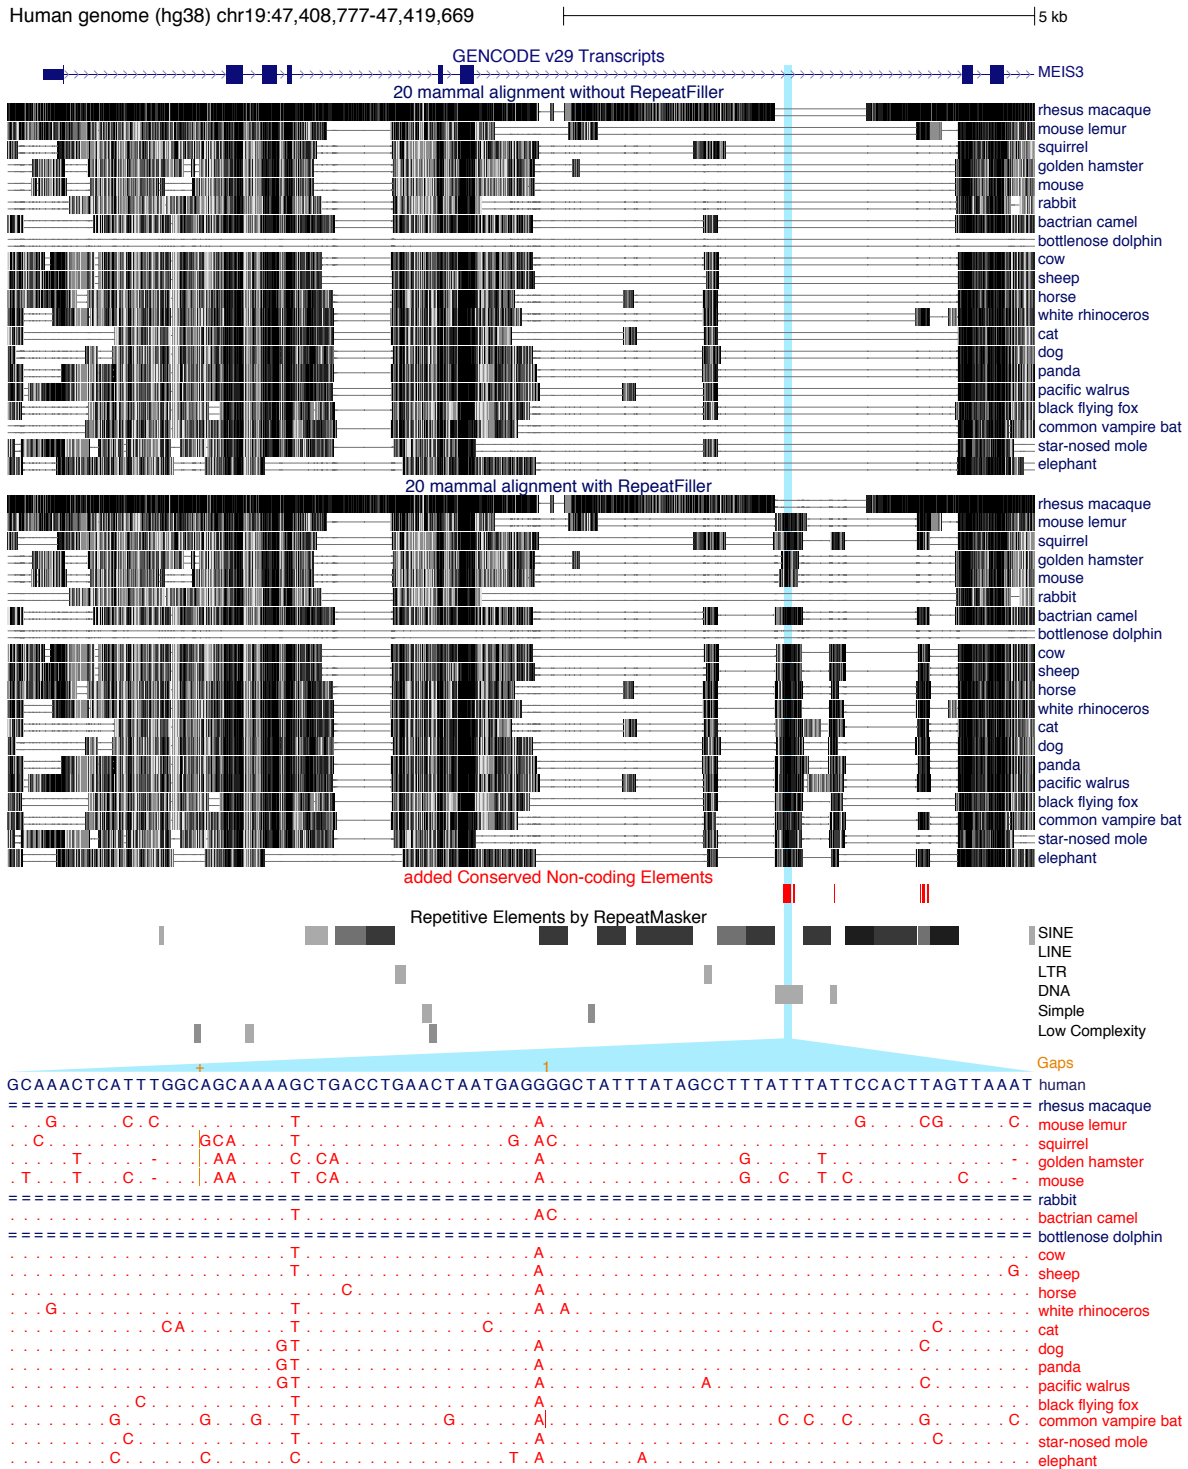 Human genome (hg38) chr19:47,408,777-47,419,669
5 kb
GENCODE v29 Transcripts
MEIS3
20 mammal alignment without RepeatFiller
rhesus macaque
mouse lemur
squirrel
golden hamster
mouse
rabbit
bactrian camel
bottlenose dolphin
cow
sheep
horse
white rhinoceros
cat
dog
panda
pacific walrus
black flying fox
common vampire bat
star-nosed mole
elephant
20 mammal alignment with RepeatFiller
rhesus macaque
mouse lemur
squirrel
golden hamster
mouse
rabbit
bactrian camel
bottlenose dolphin
cow
sheep
horse
white rhinoceros
cat
dog
panda
pacific walrus
black flying fox
common vampire bat
star-nosed mole
elephant
added Conserved Non-coding Elements
Repetitive Elements by RepeatMasker
SINE
LINE
LTR
DNA
Simple
Low Complexity
+ 1 Gaps
GCAAACTCATTTGGCAGCAAAAGCTGACCTGAACTAATGAGGGGCTATTTATAGCCTTTATTTATTCCACTTAGTTAAAT human
rhesus macaque
G C C T A G C G C mouse lemur
C G C A T G A C squirrel
T - A A C C A A G T - golden hamster
T T C - A A T C A A G C T C C - mouse
rabbit
T A C bactrian camel
bottlenose dolphin
T A cow
T A G sheep
C A horse
G T A A white rhinoceros
C A T C C cat
G T A C dog
G T A panda
G T A A C pacific walrus
C T A black flying fox
G G G T G A C C C G C common vampire bat
C T A C star-nosed mole
C C C T A A elephant